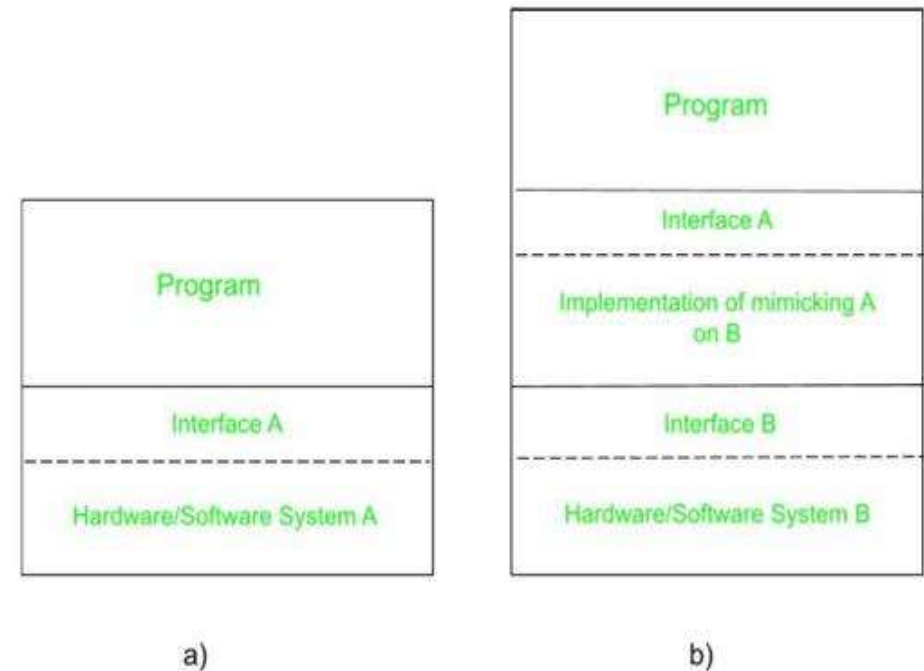 Program
Interface A
Hardware/Software System A
a)
Program
Interface A
Implementation of mimicking A
on B
Interface B
Hardware/Software System B
b)